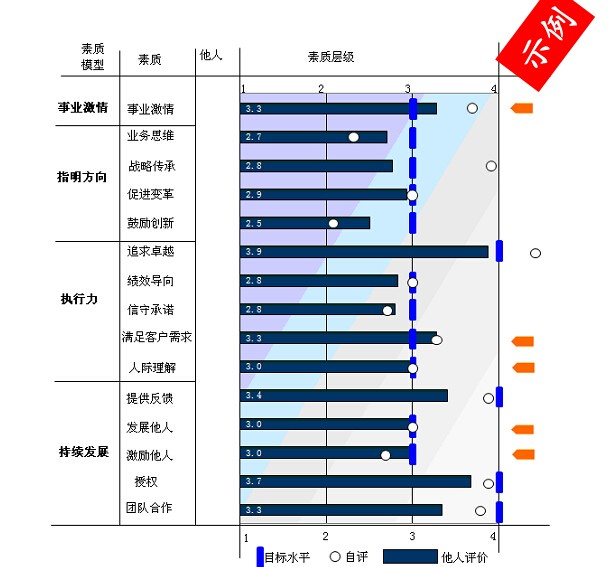 示例
素质
模型
素质
他人
素质层级
1 2 3 4
事业激情 事业激情 3.3
指明方向
业务思维 2.7
战略传承 2.8
促进变革 2.9
鼓励创新 2.5
执行力
追求卓越 3.9
绩效导向 2.8
信守承诺 2.8
满足客户需求 3.3
人际理解 3.0
持续发展
提供反馈 3.4
发展他人 3.0
激励他人 3.0
授权 3.7
团队合作 3.3
1 2 3 4
目标水平 自评 他人评价